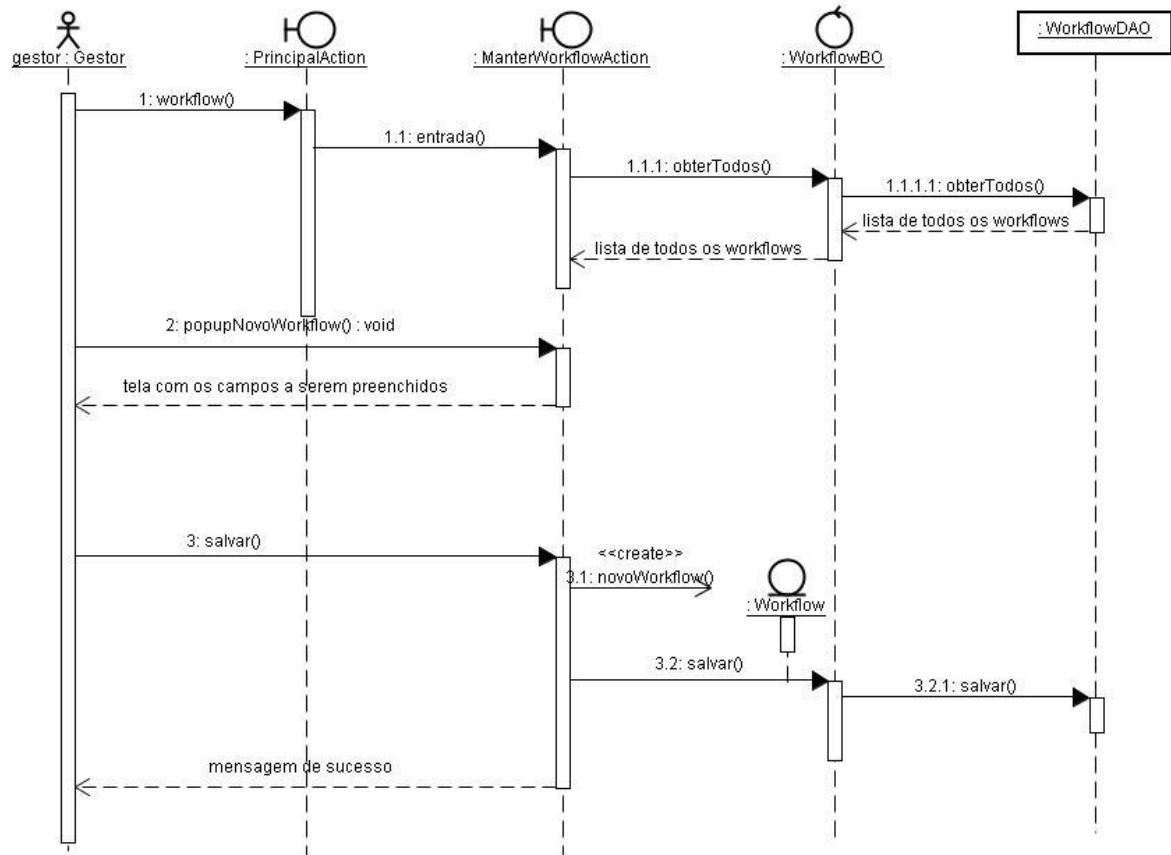 gestor : Gestor
: PrincipalAction
: ManterWorkflowAction
: WorkflowBO
: WorkflowDAO
1: workflow()
1.1: entrada()
1.1.1: obterTodos()
1.1.1.1: obterTodos()
lista de todos os workflows
lista de todos os workflows
2: popupNovoWorkflow() : void
tela com os campos a serem preenchidos
3: salvar()
<<create>>
3.1: novoWorkflow()
: Workflow
3.2: salvar()
3.2.1: salvar()
mensagem de sucesso